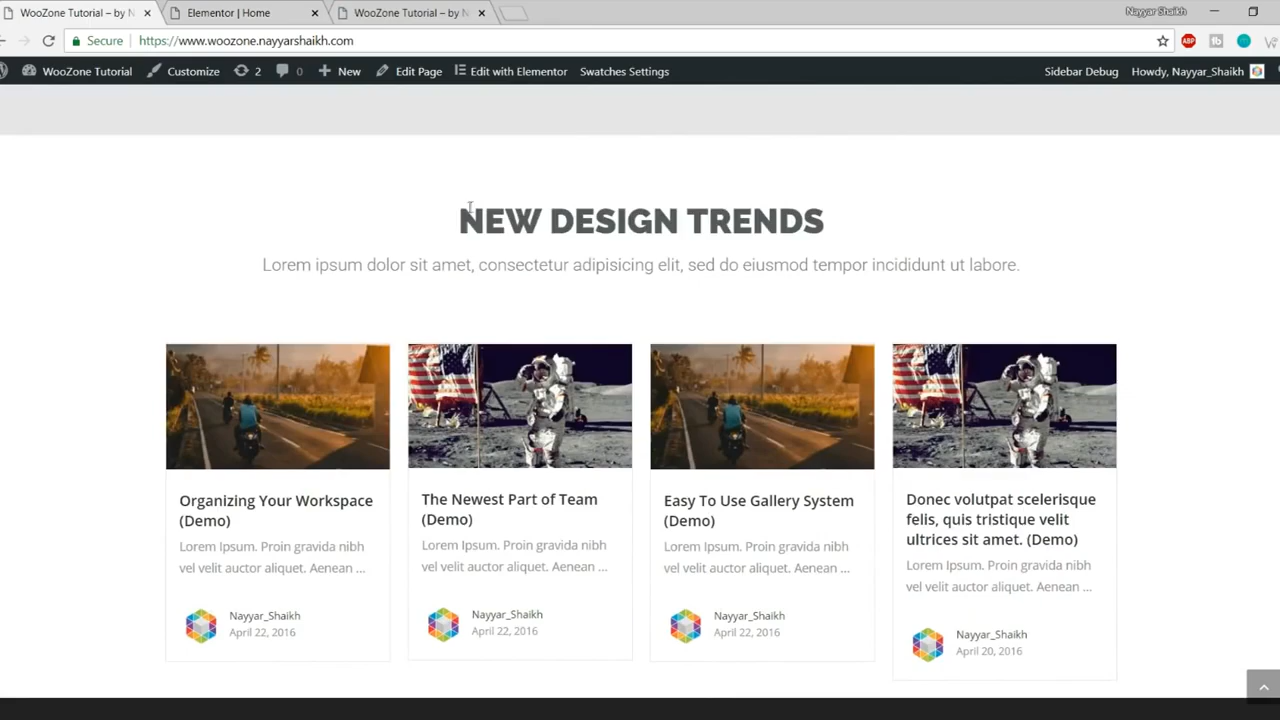 WooZone Tutorial – by N
Elementor | Home
WooZone Tutorial – by N
Nayyar Shaikh
Secure
https://www.woozone.nayyarshaikh.com
ABP
WooZone Tutorial
Customize
2
0
New
Edit Page
Edit with Elementor
Swatches Settings
Sidebar Debug
Howdy, Nayyar_Shaikh
NEW DESIGN TRENDS
Lorem ipsum dolor sit amet, consectetur adipisicing elit, sed do eiusmod tempor incididunt ut labore.
Organizing Your Workspace
(Demo)
Lorem Ipsum. Proin gravida nibh
vel velit auctor aliquet. Aenean ...
Nayyar_Shaikh
April 22, 2016
The Newest Part of Team
(Demo)
Lorem Ipsum. Proin gravida nibh
vel velit auctor aliquet. Aenean ...
Nayyar_Shaikh
April 22, 2016
Easy To Use Gallery System
(Demo)
Lorem Ipsum. Proin gravida nibh
vel velit auctor aliquet. Aenean ...
Nayyar_Shaikh
April 22, 2016
Donec volutpat scelerisque
felis, quis tristique velit
ultrices sit amet. (Demo)
Lorem Ipsum. Proin gravida nibh
vel velit auctor aliquet. Aenean ...
Nayyar_Shaikh
April 20, 2016